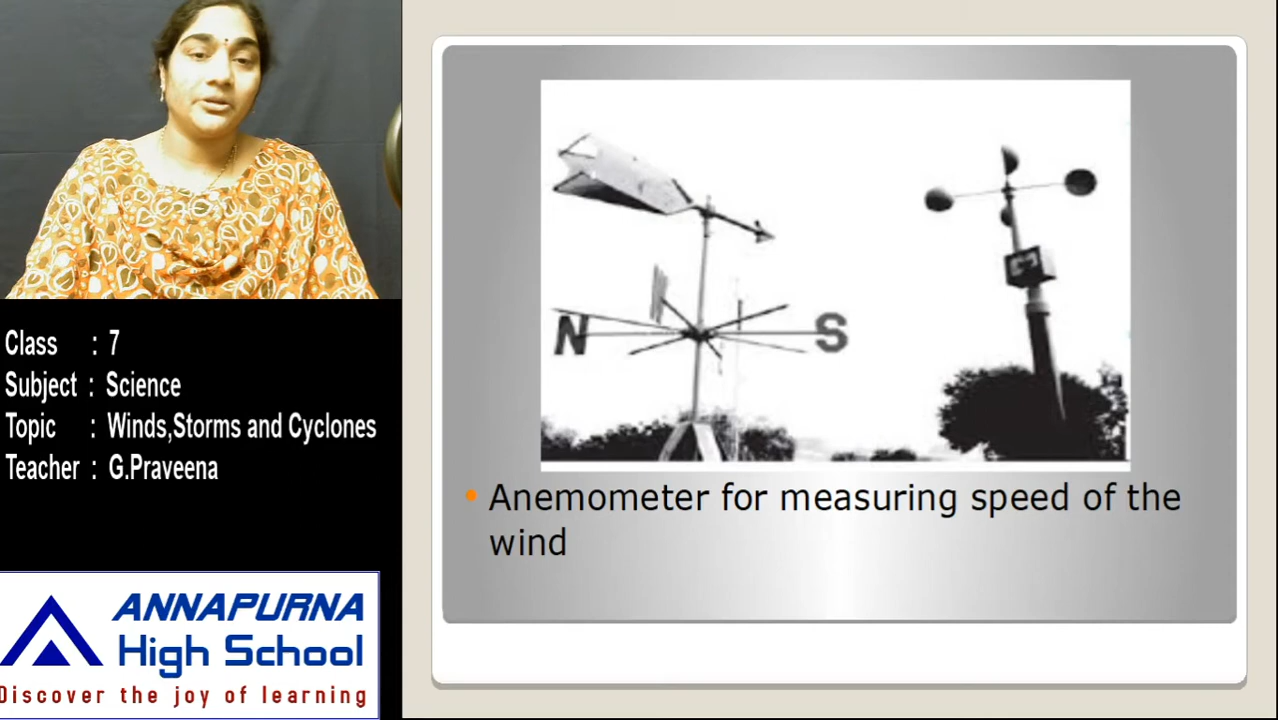 Class : 7
Subject : Science
Topic : Winds,Storms and Cyclones
Teacher : G.Praveena
ANNAPURNA
High School
Discover the joy of learning
N
S
• Anemometer for measuring speed of the
wind